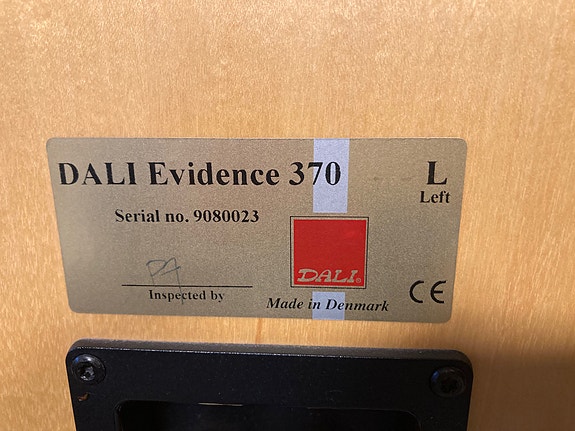 DALI Evidence 370
L
Left
Serial no. 9080023
DALI
Inspected by
Made in Denmark
CE